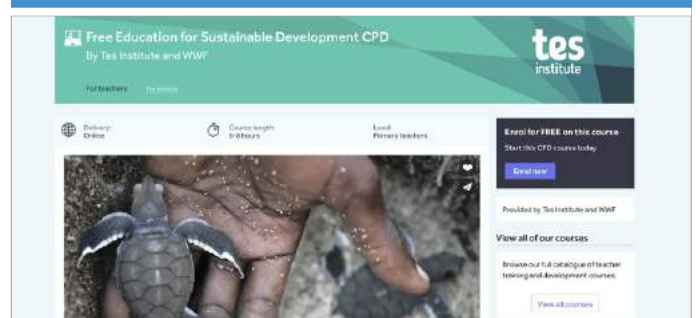 Free Education for Sustainable Development CPD
By Tes Institute and WWF
For teachers
tes
institute
Delivery:
Online
Course length:
5-8 hours
Level:
Primary teachers
Enrol for FREE on this course
Start this CPD course today
Enrol now
Provided by Tes Institute and WWF
View all of our courses
Browse our full catalogue of teacher
training and development courses.
View all courses